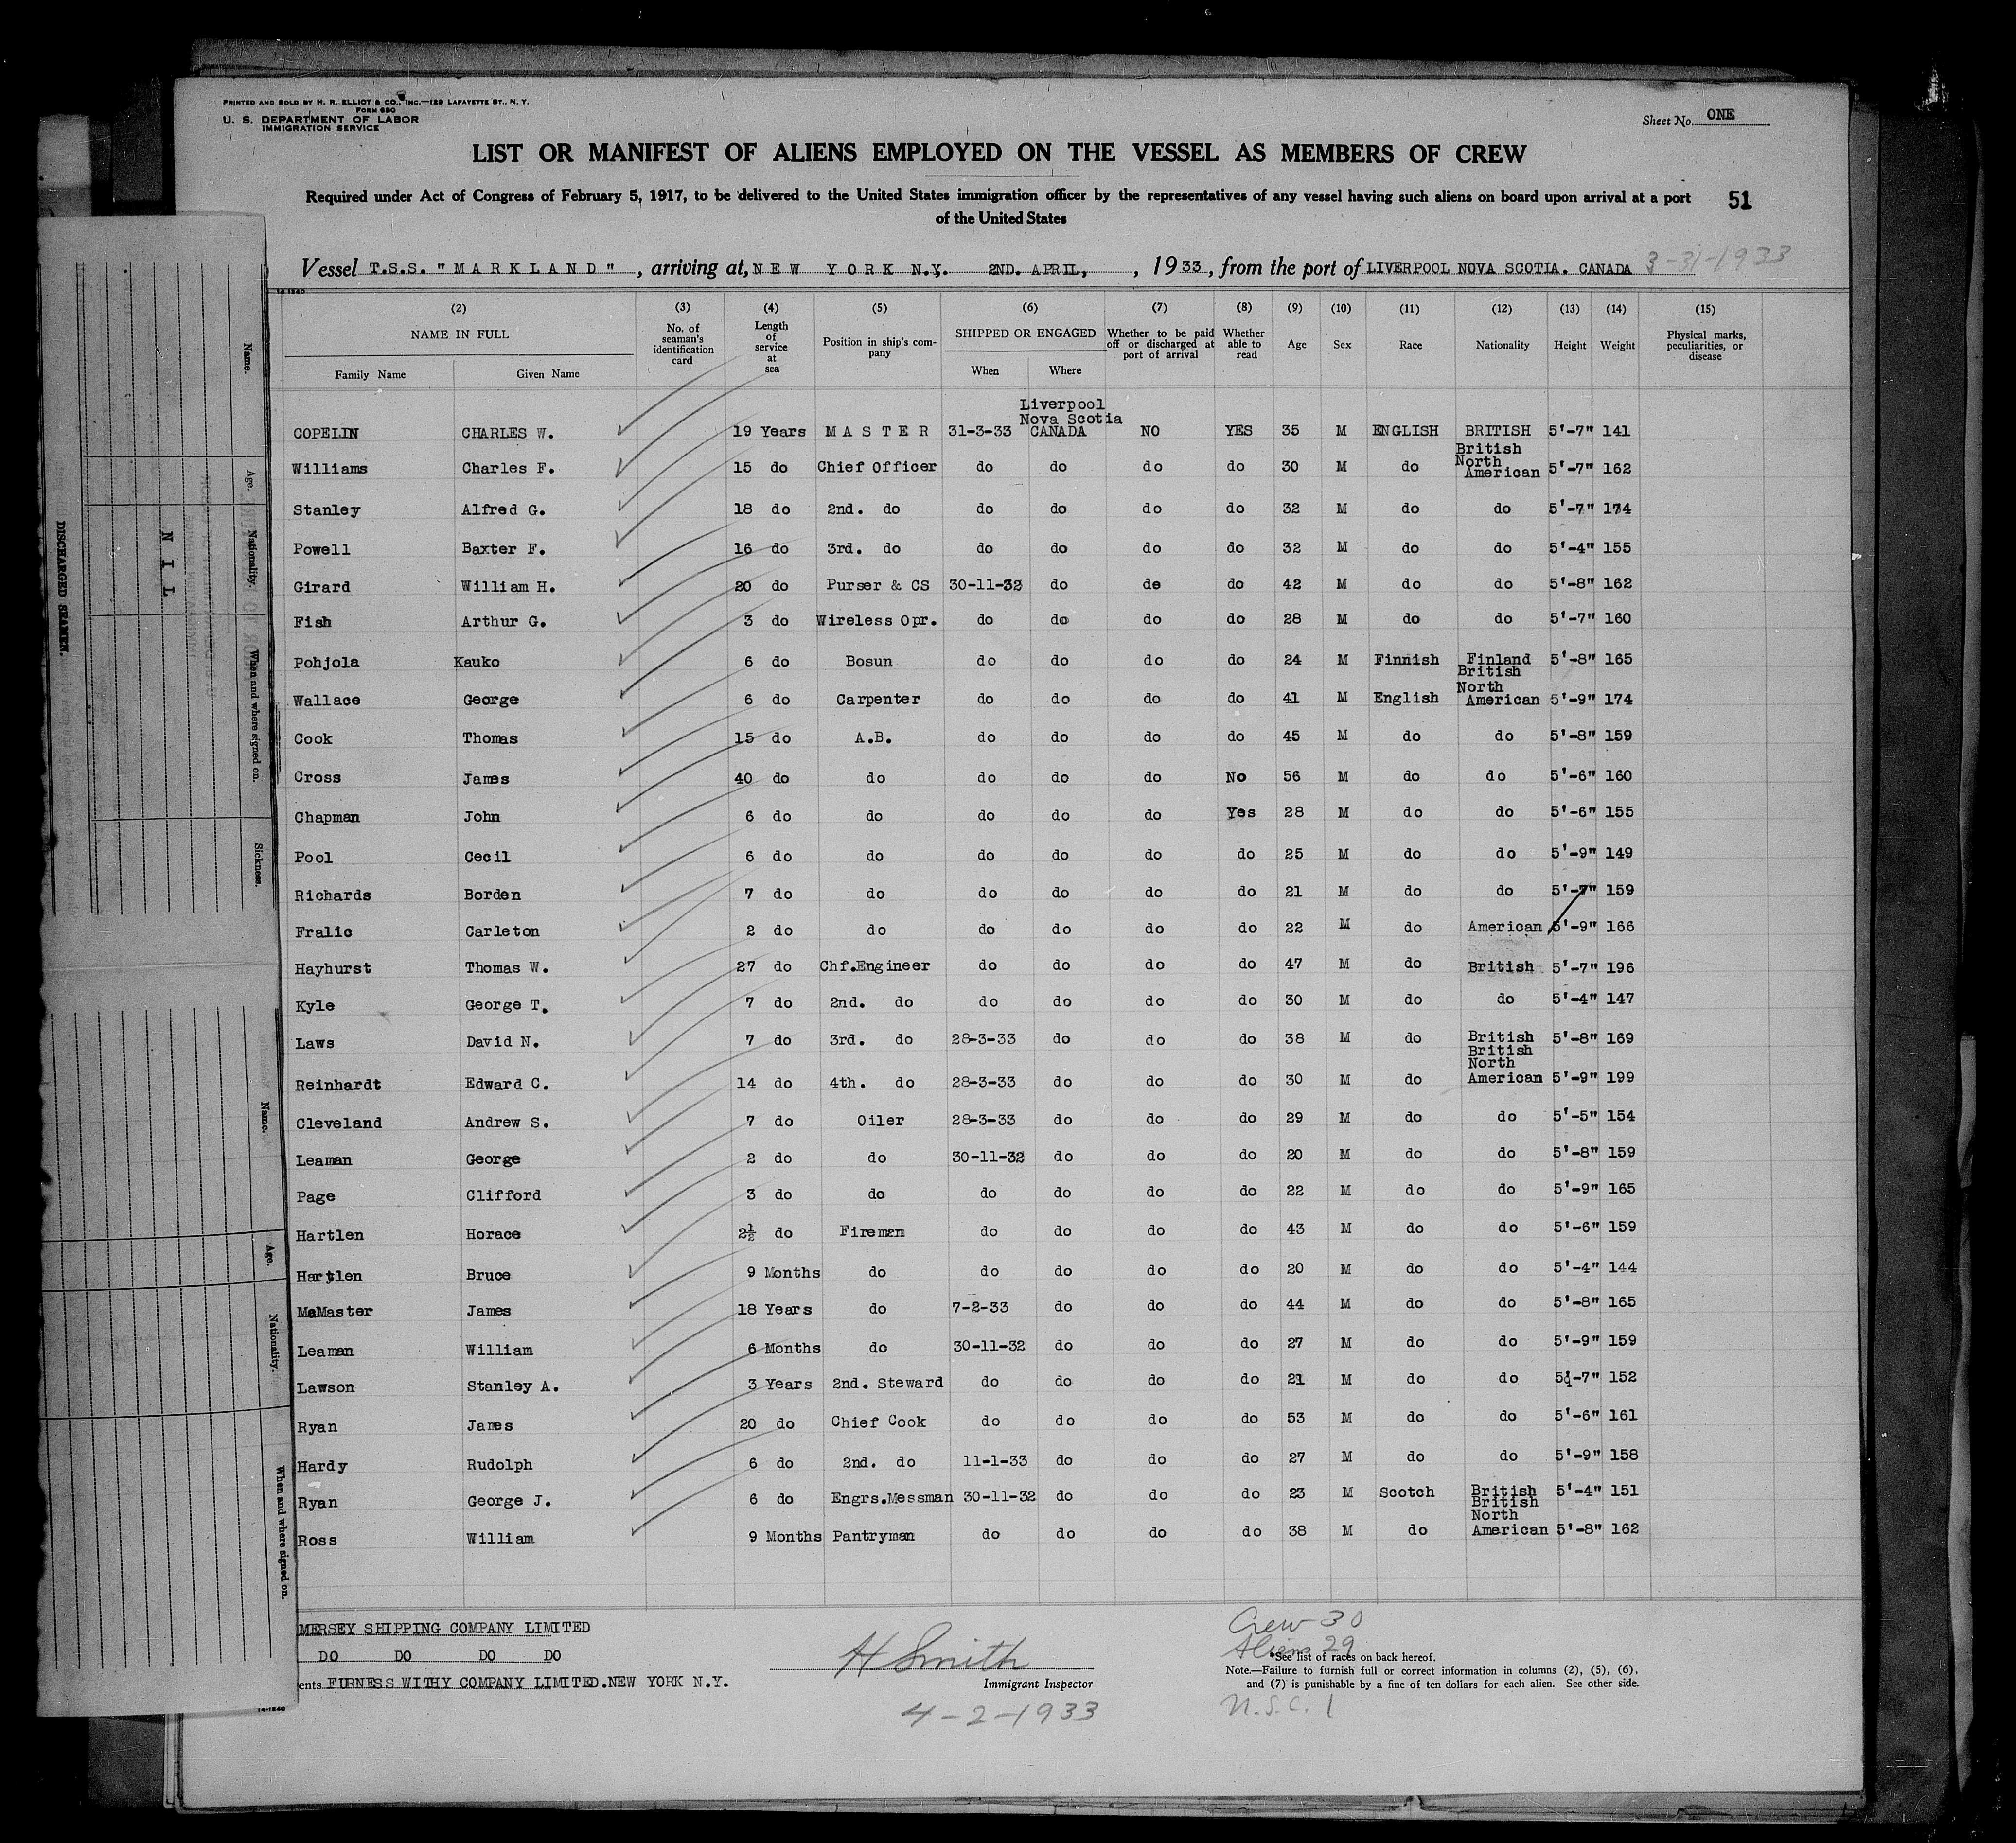 PRINTED AND SOLD BY H. R. ELLIOT & CO., INC.—129 LAFAYETTE ST., N. Y.
FORM 680
U. S. DEPARTMENT OF LABOR
IMMIGRATION SERVICE
Sheet No. ONE
LIST OR MANIFEST OF ALIENS EMPLOYED ON THE VESSEL AS MEMBERS OF CREW
Required under Act of Congress of February 5, 1917, to be delivered to the United States immigration officer by the representatives of any vessel having such aliens on board upon arrival at a port
of the United States
51
Vessel T.S.S. "MARKLAND", arriving at, NEW YORK N.Y. 2ND. APRIL, , 1933, from the port of LIVERPOOL NOVA SCOTIA. CANADA 3-31-1933
14-1240
(2) (3) (4) (5) (6) (7) (8) (9) (10) (11) (12) (13) (14) (15)
NAME IN FULL No. of seaman's identification card Length of service at sea Position in ship's company SHIPPED OR ENGAGED Whether to be paid off or discharged at port of arrival Whether able to read Age Sex Race Nationality Height Weight Physical marks, peculiarities, or disease
Family Name Given Name When Where
COPELIN CHARLES W. 19 Years MASTER 31-3-33 Liverpool Nova Scotia CANADA NO YES 35 M ENGLISH BRITISH 5'-7" 141
Williams Charles F. 15 do Chief Officer do do do do 30 M do British North American 5'-7" 162
Stanley Alfred G. 18 do 2nd. do do do do do 32 M do do 5'-7" 174
Powell Baxter F. 16 do 3rd. do do do do do 32 M do do 5'-4" 155
Girard William H. 20 do Purser & CS 30-11-32 do de do 42 M do do 5'-8" 162
Fish Arthur G. 3 do Wireless Opr. do do do do 28 M do do 5'-7" 160
Pohjola Kauko 6 do Bosun do do do do 24 M Finnish Finland 5'-8" 165
Wallace George 6 do Carpenter do do do do 41 M English British North American 5'-9" 174
Cook Thomas 15 do A.B. do do do do 45 M do do 5'-8" 159
Cross James 40 do do do do do No 56 M do do 5'-6" 160
Chapman John 6 do do do do do Yes 28 M do do 5'-6" 155
Pool Cecil 6 do do do do do do 25 M do do 5'-9" 149
Richards Borden 7 do do do do do do 21 M do do 5'-7" 159
Fralic Carleton 2 do do do do do do 22 M do American 5'-9" 166
Hayhurst Thomas W. 27 do Chf.Engineer do do do do 47 M do British 5'-7" 196
Kyle George T. 7 do 2nd. do do do do do 30 M do do 5'-4" 147
Laws David N. 7 do 3rd. do 28-3-33 do do do 38 M do British 5'-8" 169
Reinhardt Edward C. 14 do 4th. do 28-3-33 do do do 30 M do British North American 5'-9" 199
Cleveland Andrew S. 7 do Oiler 28-3-33 do do do 29 M do do 5'-5" 154
Leaman George 2 do do 30-11-32 do do do 20 M do do 5'-8" 159
Page Clifford 3 do do do do do do 22 M do do 5'-9" 165
Hartlen Horace 2½ do Fireman do do do do 43 M do do 5'-6" 159
Hartlen Bruce 9 Months do do do do do 20 M do do 5'-4" 144
MaMaster James 18 Years do 7-2-33 do do do 44 M do do 5'-8" 165
Leaman William 6 Months do 30-11-32 do do do 27 M do do 5'-9" 159
Lawson Stanley A. 3 Years 2nd. Steward do do do do 21 M do do 5'-7" 152
Ryan James 20 do Chief Cook do do do do 53 M do do 5'-6" 161
Hardy Rudolph 6 do 2nd. do 11-1-33 do do do 27 M do do 5'-9" 158
Ryan George J. 6 do Engrs.Messman 30-11-32 do do do 23 M Scotch British 5'-4" 151
Ross William 9 Months Pantryman do do do do 38 M do British North American 5'-8" 162
MERSEY SHIPPING COMPANY LIMITED
DO DO DO DO
ents FURNESS WITHY COMPANY LIMITED. NEW YORK N.Y.
14-1240
H Smith
Immigrant Inspector
4-2-1933
Crew 30
Aliens 29
*See list of races on back hereof.
Note.—Failure to furnish full or correct information in columns (2), (5), (6),
and (7) is punishable by a fine of ten dollars for each alien. See other side.
U.S.C. 1
DISCHARGED SEAMEN.
Name.
Age.
Nationality.
When and where signed on.
Sickness.
NIL
Name.
Age.
Nationality.
When and where signed on.